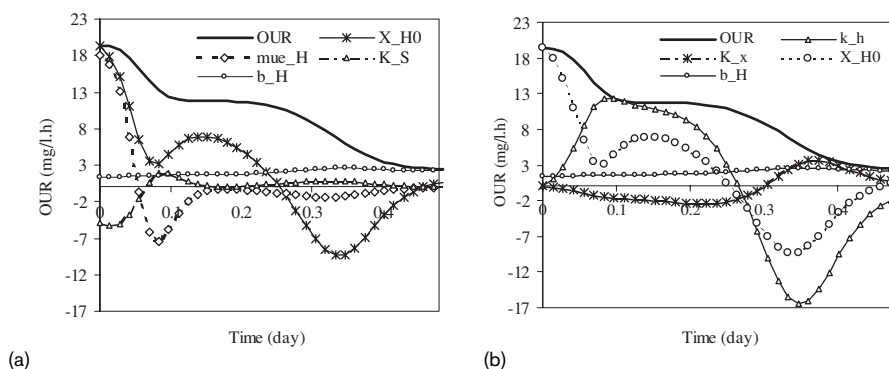 OUR X_H0
mue_H K_S
b_H
OUR (mg/l.h)
23
18
13
8
3
-2
-7
-12
-17
0 0.1 0.2 0.3 0.4
Time (day)
(a)
OUR k_h
K_x X_H0
b_H
OUR (mg/l.h)
23
18
13
8
3
-2
-7
-12
-17
0 0.1 0.2 0.3 0.4
Time (day)
(b)